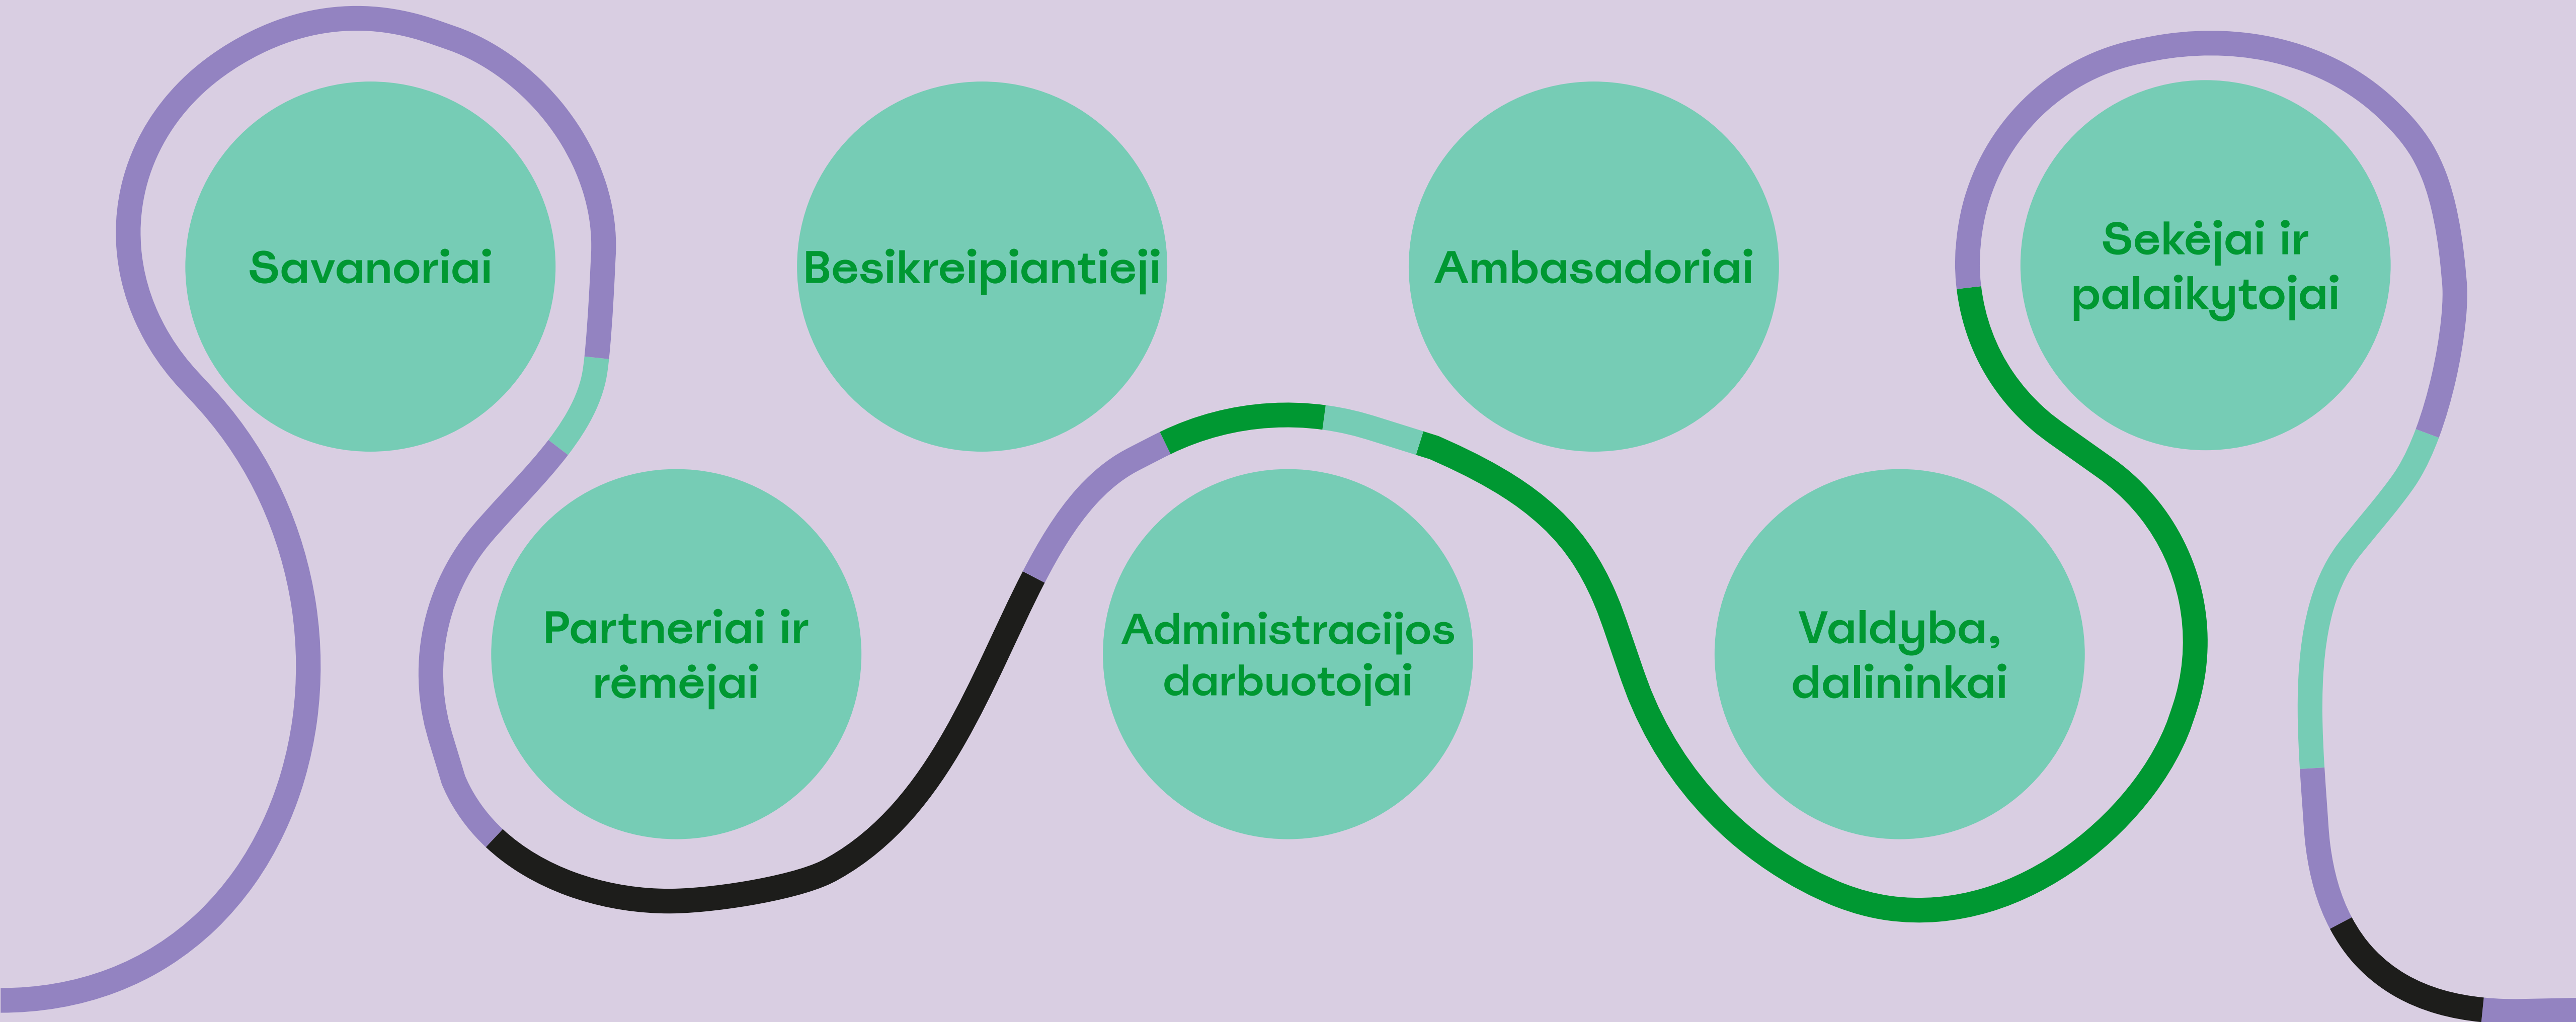 Savanoriai
Besikreipiantieji
Ambasadoriai
Sekėjai ir
palaikytojai
Partneriai ir
rėmėjai
Administracijos
darbuotojai
Valdyba,
dalininkai